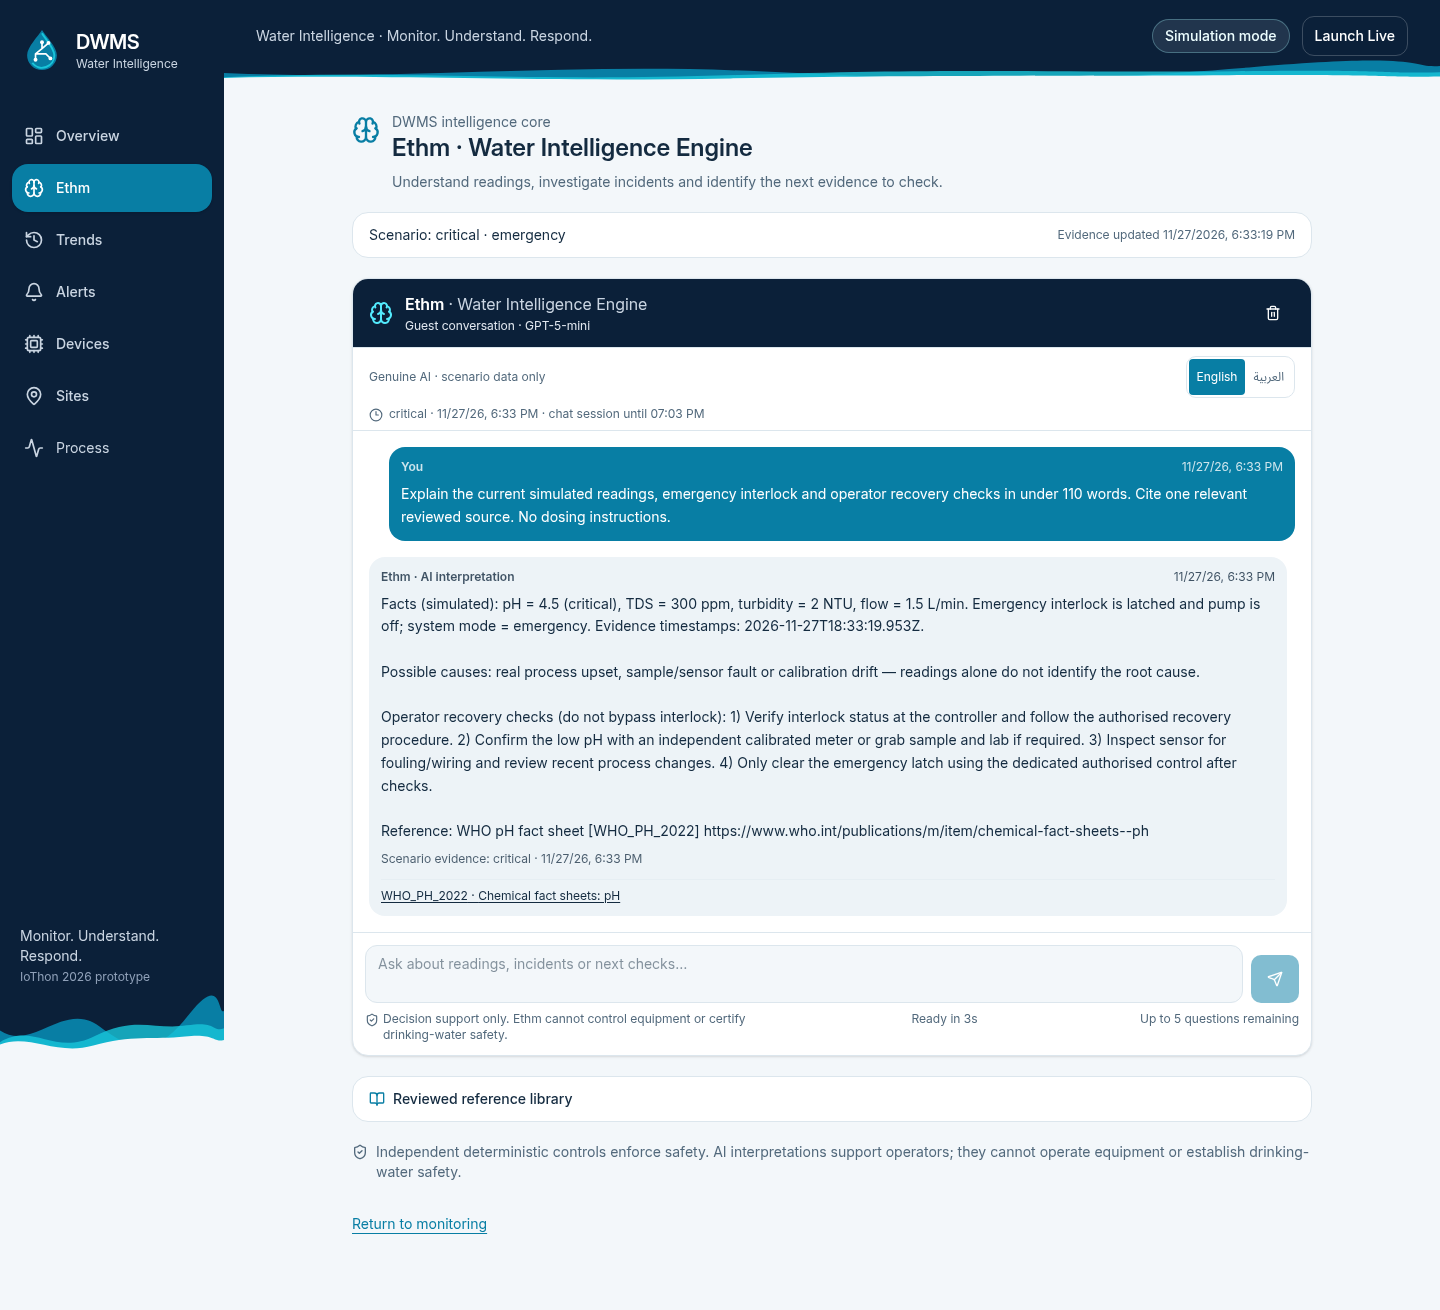 DWMS
Water Intelligence
Water Intelligence · Monitor. Understand. Respond.
Simulation mode
Launch Live
Overview
Ethm
Trends
Alerts
Devices
Sites
Process
Monitor. Understand.
Respond.
IoThon 2026 prototype
DWMS intelligence core
Ethm · Water Intelligence Engine
Understand readings, investigate incidents and identify the next evidence to check.
Scenario: critical · emergency
Evidence updated 11/27/2026, 6:33:19 PM
Ethm · Water Intelligence Engine
Guest conversation · GPT-5-mini
Genuine AI · scenario data only
English
العربية
critical · 11/27/26, 6:33 PM · chat session until 07:03 PM
You
11/27/26, 6:33 PM
Explain the current simulated readings, emergency interlock and operator recovery checks in under 110 words. Cite one relevant
reviewed source. No dosing instructions.
Ethm · AI interpretation
11/27/26, 6:33 PM
Facts (simulated): pH = 4.5 (critical), TDS = 300 ppm, turbidity = 2 NTU, flow = 1.5 L/min. Emergency interlock is latched and pump is
off; system mode = emergency. Evidence timestamps: 2026-11-27T18:33:19.953Z.
Possible causes: real process upset, sample/sensor fault or calibration drift — readings alone do not identify the root cause.
Operator recovery checks (do not bypass interlock): 1) Verify interlock status at the controller and follow the authorised recovery
procedure. 2) Confirm the low pH with an independent calibrated meter or grab sample and lab if required. 3) Inspect sensor for
fouling/wiring and review recent process changes. 4) Only clear the emergency latch using the dedicated authorised control after
checks.
Reference: WHO pH fact sheet [WHO_PH_2022] https://www.who.int/publications/m/item/chemical-fact-sheets--ph
Scenario evidence: critical · 11/27/26, 6:33 PM
WHO_PH_2022 · Chemical fact sheets: pH
Ask about readings, incidents or next checks...
Decision support only. Ethm cannot control equipment or certify
drinking-water safety.
Ready in 3s
Up to 5 questions remaining
Reviewed reference library
Independent deterministic controls enforce safety. AI interpretations support operators; they cannot operate equipment or establish drinking-
water safety.
Return to monitoring